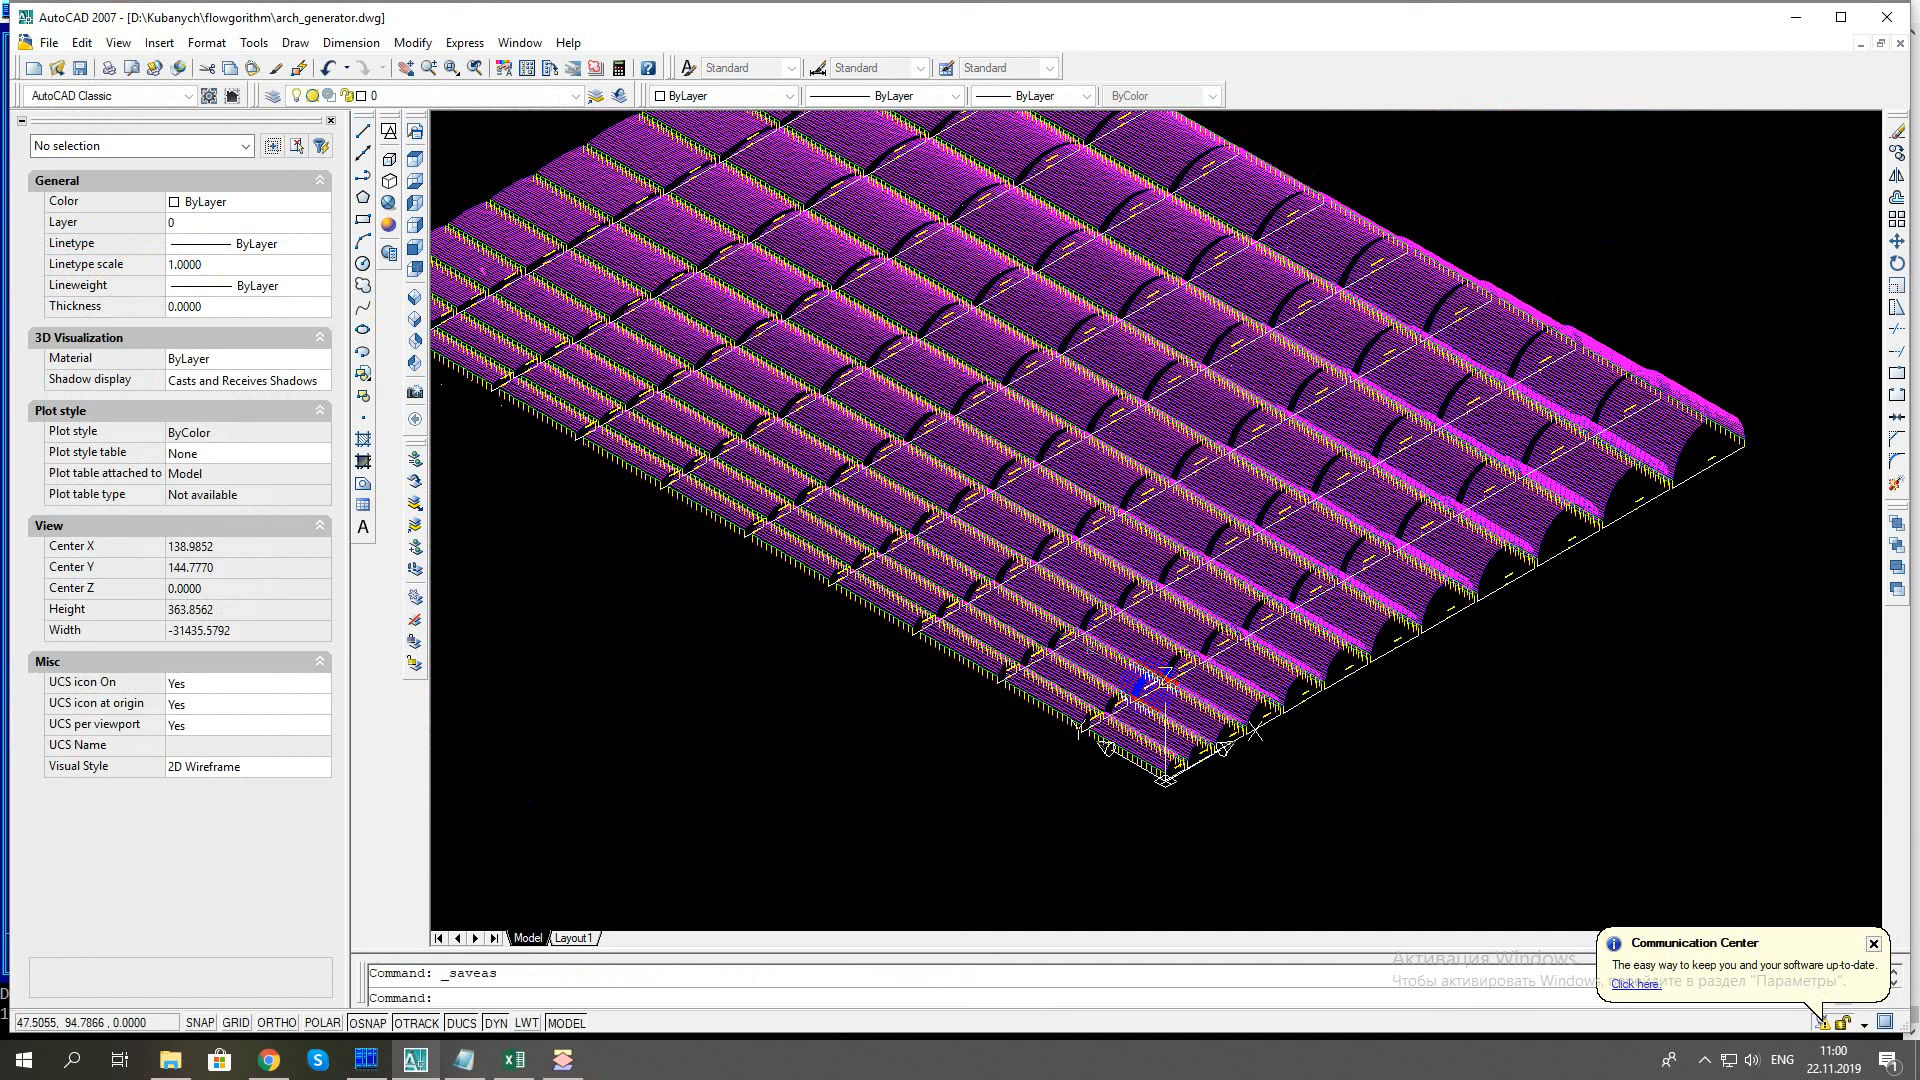 AutoCAD 2007 - [D:\Kubanych\flowgorithm\arch_generator.dwg]
File Edit View Insert Format Tools Draw Dimension Modify Express Window Help
Standard Standard Standard
AutoCAD Classic 0 ByLayer ByLayer ByLayer ByColor
No selection
General
Color ByLayer
Layer 0
Linetype ByLayer
Linetype scale 1.0000
Lineweight ByLayer
Thickness 0.0000
3D Visualization
Material ByLayer
Shadow display Casts and Receives Shadows
Plot style
Plot style ByColor
Plot style table None
Plot table attached to Model
Plot table type Not available
View
Center X 138.9852
Center Y 144.7770
Center Z 0.0000
Height 363.8562
Width -31435.5792
Misc
UCS icon On Yes
UCS icon at origin Yes
UCS per viewport Yes
UCS Name
Visual Style 2D Wireframe
Model Layout1
Command: _saveas
Command:
Активация Windows
Чтобы активировать Windows, перейдите в раздел "Параметры".
Communication Center
The easy way to keep you and your software up-to-date.
Click here.
47.5055, 94.7866 , 0.0000 SNAP GRID ORTHO POLAR OSNAP OTRACK DUCS DYN LWT MODEL
ENG
11:00
22.11.2019
1